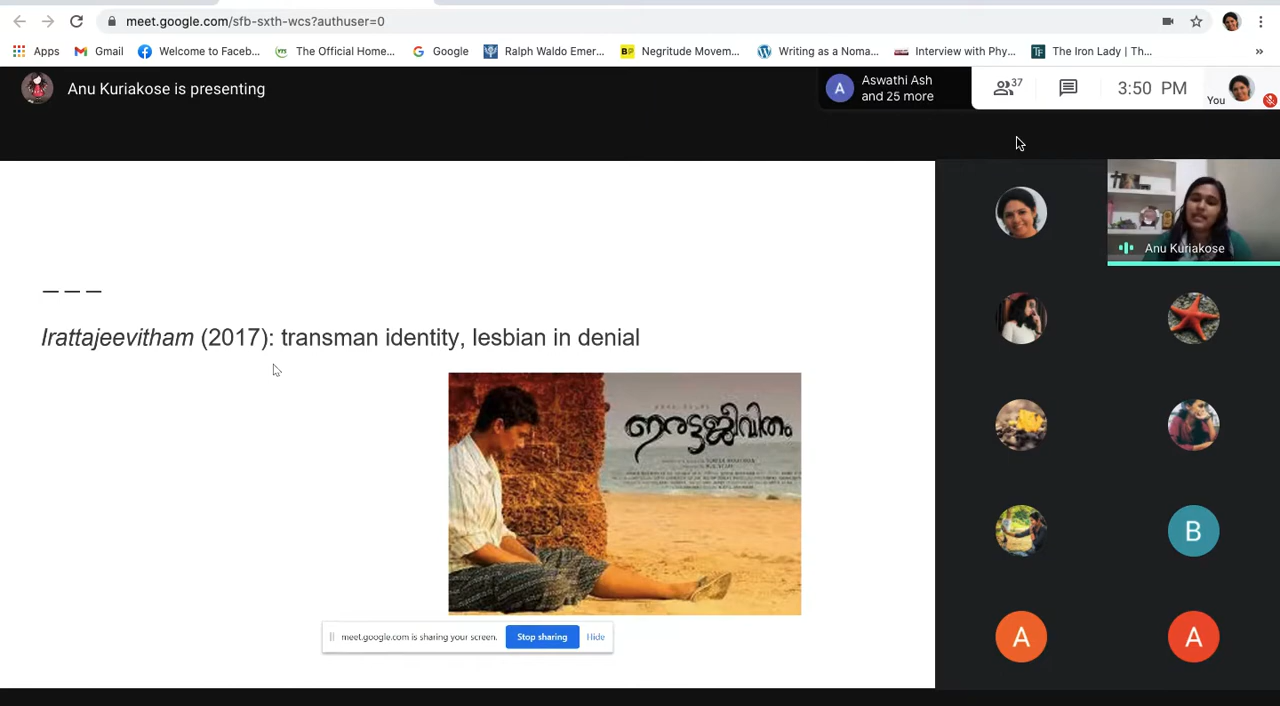 meet.google.com/sfb-sxth-wcs?authuser=0
Apps
Gmail
Welcome to Faceb...
The Official Home...
Google
Ralph Waldo Emer...
Negritude Movem...
Writing as a Noma...
Interview with Phy...
The Iron Lady | Th...
»
Anu Kuriakose is presenting
A
Aswathi Ash
and 25 more
37
3:50 PM
You
Anu Kuriakose
– – –
Irattajeevitham (2017): transman identity, lesbian in denial
ഇരട്ടജീവിതം
B
meet.google.com is sharing your screen.
Stop sharing
Hide
A
A